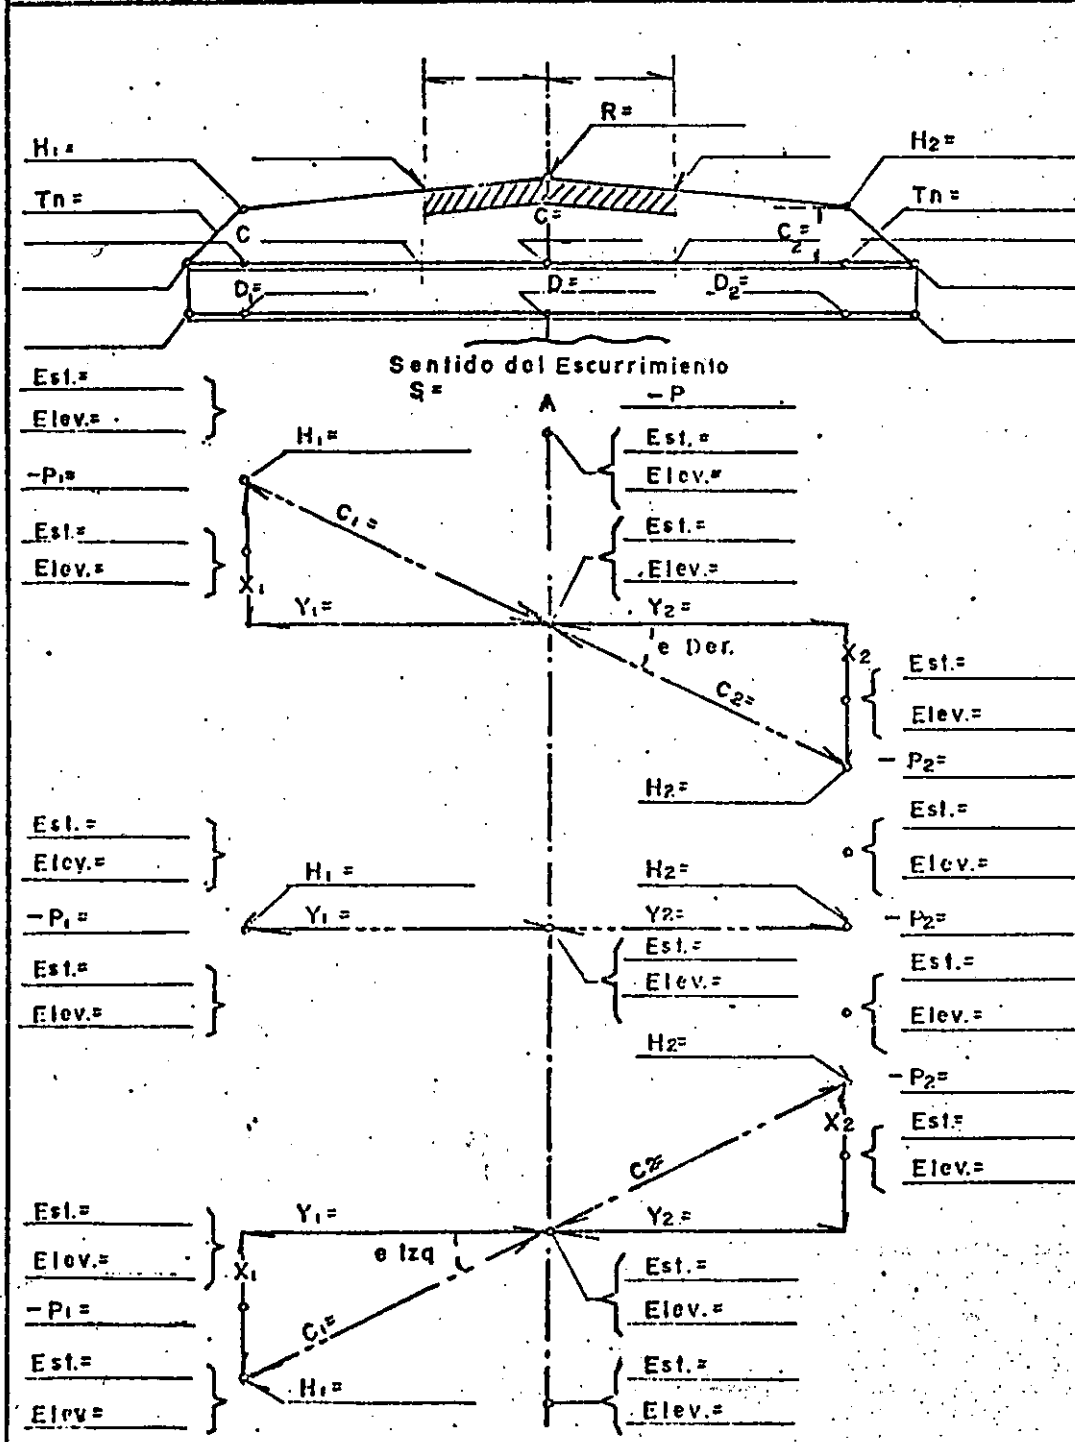 R=
H₁=
H₂=
Tn=
Tn=
C
C=
C₂=
D₁=
D=
D₂=
Sentido del Escurrimiento
S=
A
-P
Est.=
Elev.=
H₁=
Est.=
Elev.=
-P₁=
C₁=
Est.=
Elev.=
Est.=
Elev.=
X₁
Y₁=
Y₂=
e Der.
X₂
Est.=
Elev.=
C₂=
-P₂=
H₂=
Est.=
Elev.=
Est.=
Elev.=
H₁=
H₂=
-P₁=
Y₁=
Y₂=
-P₂=
Est.=
Elev.=
Est.=
Elev.=
Est.=
Elev.=
H₂=
-P₂=
X₂
Est.=
Elev.=
C₂=
Est.=
Elev.=
Y₁=
Y₂=
e Izq
X₁
Est.=
Elev.=
-P₁=
C₁=
Est.=
Elev=
H₁=
Est.=
Elev.=